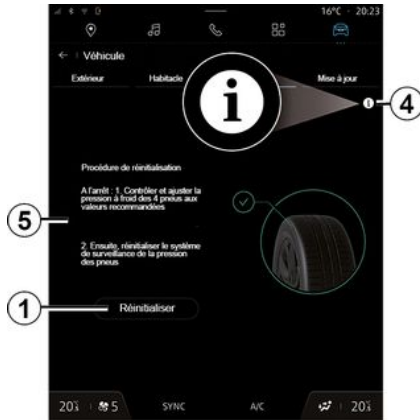 16°C · 20:23
← Véhicule
Extérieur Habitacle Mise à jour
i
i 4
Procédure de réinitialisation
A l'arrêt : 1. Contrôler et ajuster la
pression à froid des 4 pneus aux
valeurs recommandées
5
2. Ensuite, réinitialiser le système
de surveillance de la pression
des pneus
1 Réinitialiser
5 SYNC A/C